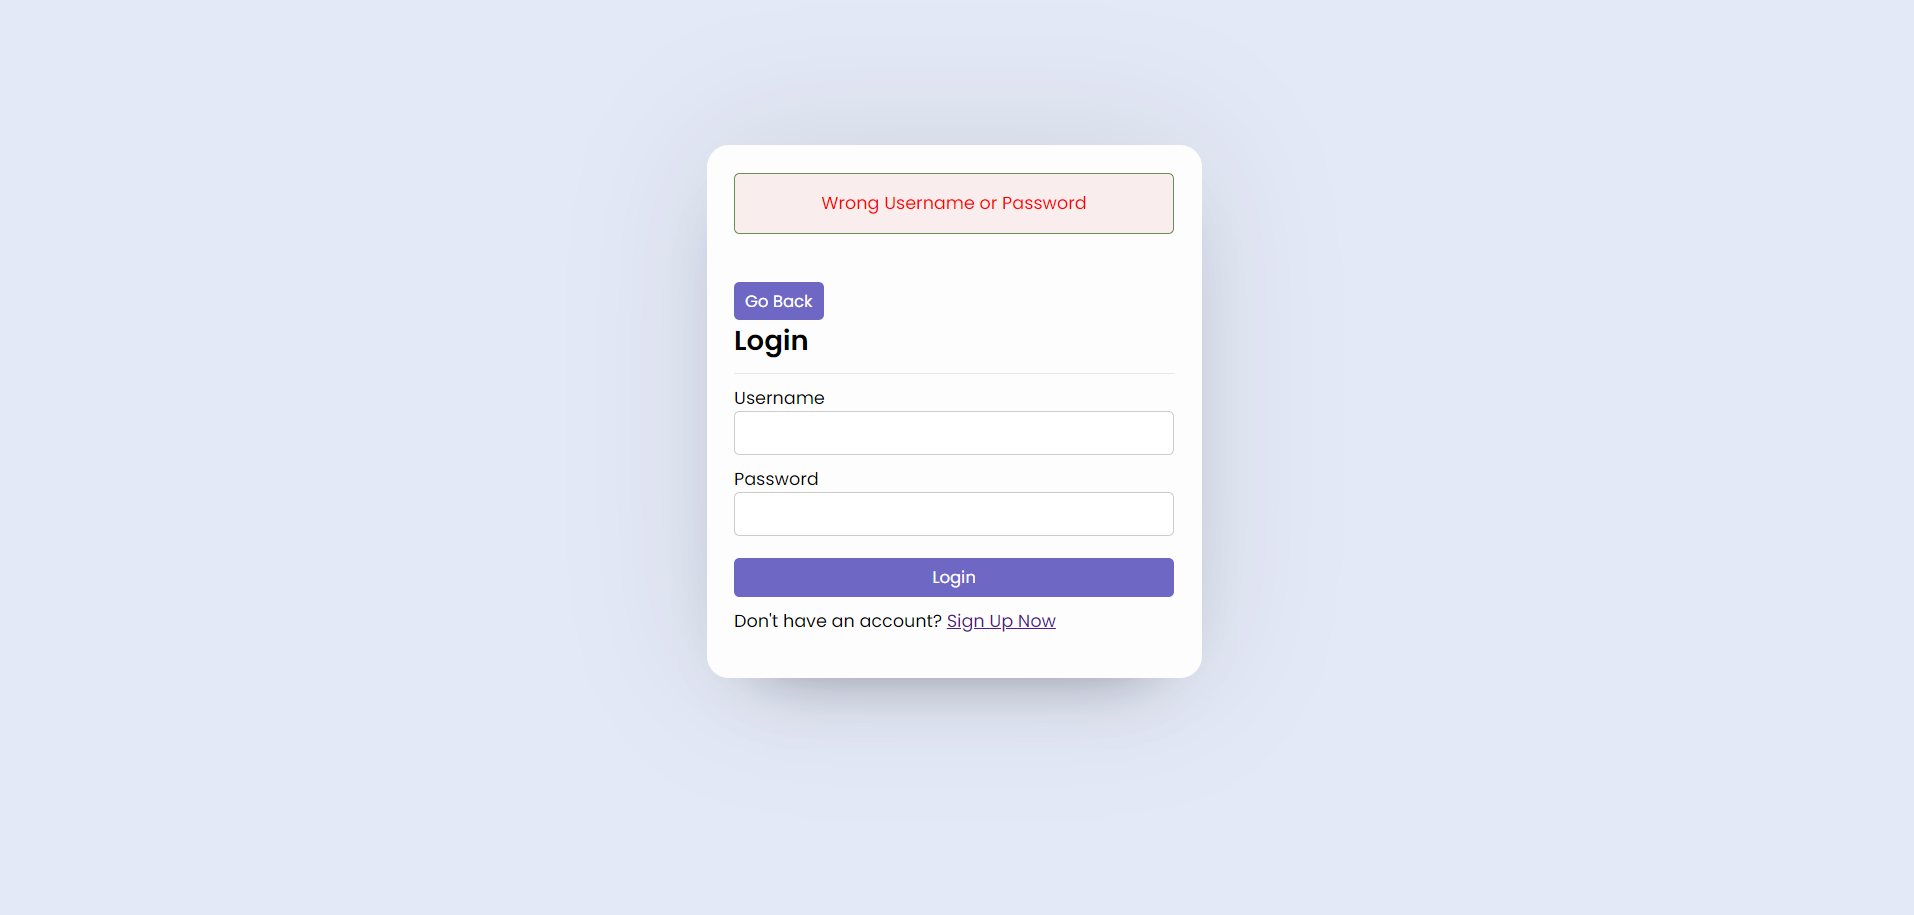 Wrong Username or Password
Go Back
Login
Username
Password
Login
Don't have an account? Sign Up Now